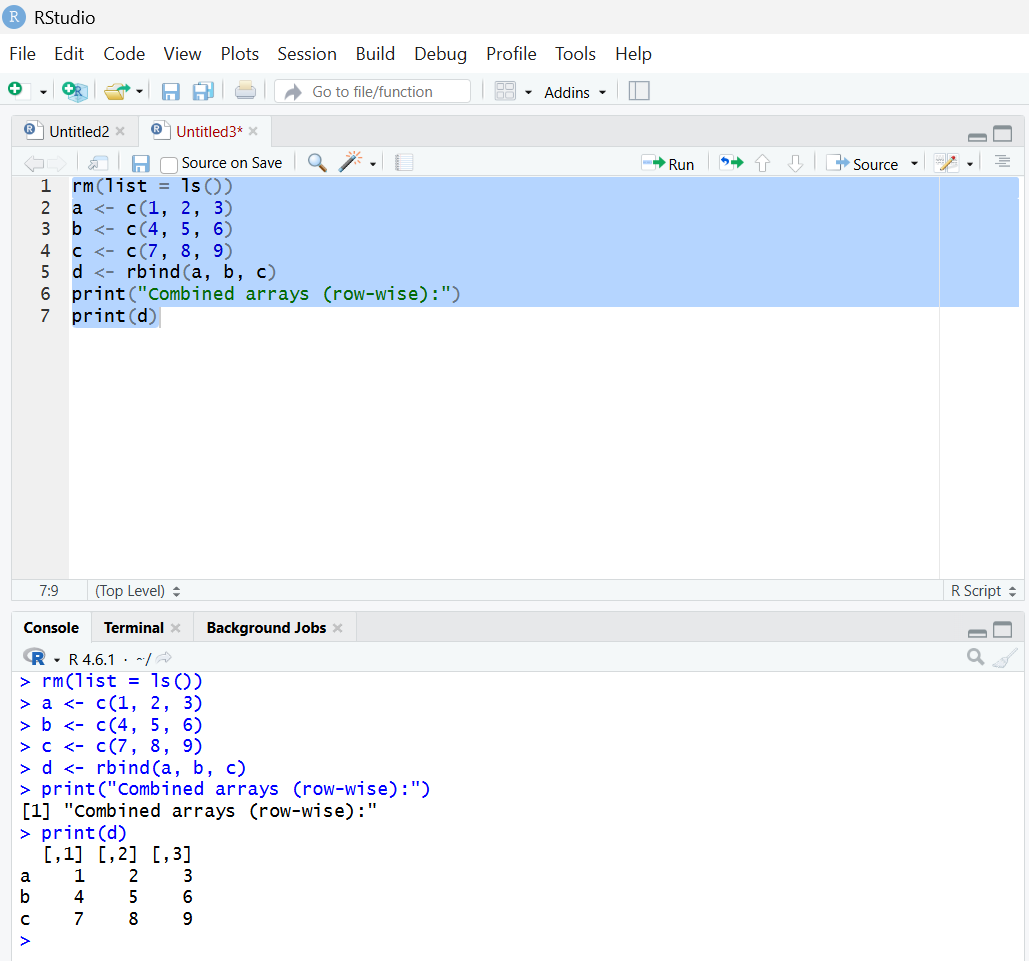 R RStudio
File Edit Code View Plots Session Build Debug Profile Tools Help
R Go to file/function Addins
R Untitled2 R Untitled3*
Source on Save Run Source
1 rm(list = ls())
2 a <- c(1, 2, 3)
3 b <- c(4, 5, 6)
4 c <- c(7, 8, 9)
5 d <- rbind(a, b, c)
6 print("Combined arrays (row-wise):")
7 print(d)
7:9 (Top Level) R Script
Console Terminal Background Jobs
R R 4.6.1 · ~/
> rm(list = ls())
> a <- c(1, 2, 3)
> b <- c(4, 5, 6)
> c <- c(7, 8, 9)
> d <- rbind(a, b, c)
> print("Combined arrays (row-wise):")
[1] "Combined arrays (row-wise):"
> print(d)
  [,1] [,2] [,3]
a    1    2    3
b    4    5    6
c    7    8    9
>